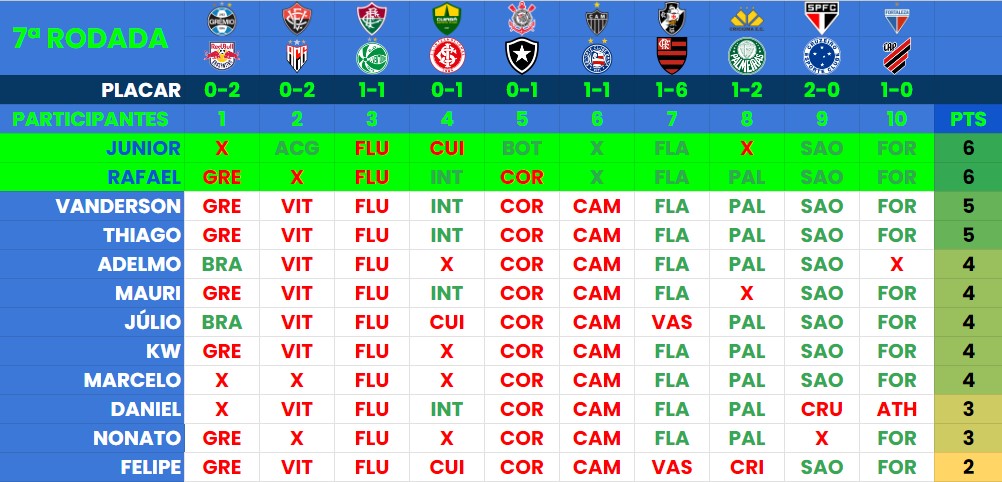 7ª RODADA
GRÊMIO
SPFC
FORTALEZA
CUIABÁ
CAM
Red Bull
CAP
PLACAR 0-2 0-2 1-1 0-1 0-1 1-1 1-6 1-2 2-0 1-0
PARTICIPANTES 1 2 3 4 5 6 7 8 9 10 PTS
JUNIOR X ACG FLU CUI BOT X FLA X SAO FOR 6
RAFAEL GRE X FLU INT COR X FLA PAL SAO FOR 6
VANDERSON GRE VIT FLU INT COR CAM FLA PAL SAO FOR 5
THIAGO GRE VIT FLU INT COR CAM FLA PAL SAO FOR 5
ADELMO BRA VIT FLU X COR CAM FLA PAL SAO X 4
MAURI GRE VIT FLU INT COR CAM FLA X SAO FOR 4
JÚLIO BRA VIT FLU CUI COR CAM VAS PAL SAO FOR 4
KW GRE VIT FLU X COR CAM FLA PAL SAO FOR 4
MARCELO X X FLU X COR CAM FLA PAL SAO FOR 4
DANIEL X VIT FLU INT COR CAM FLA PAL CRU ATH 3
NONATO GRE X FLU X COR CAM FLA PAL X FOR 3
FELIPE GRE VIT FLU CUI COR CAM VAS CRI SAO FOR 2